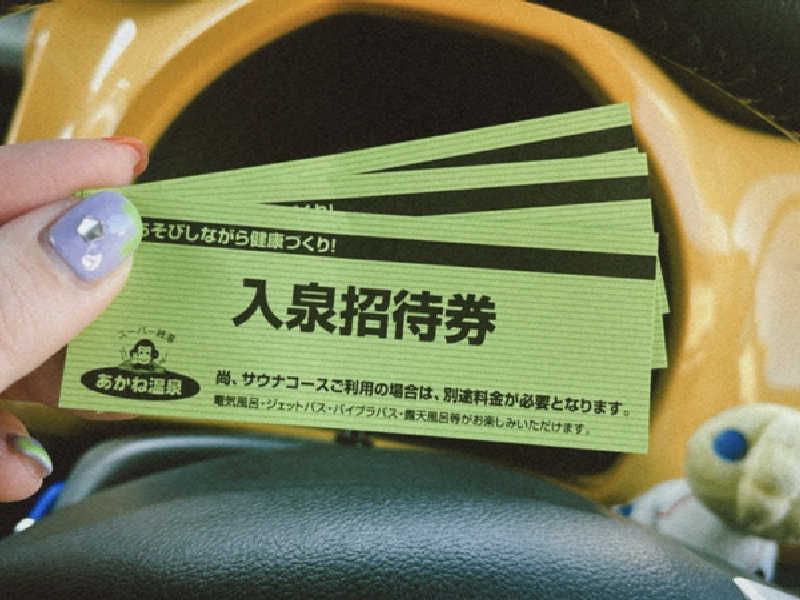 あそびしながら健康づくり!
入泉招待券
スーパー銭湯
あかね温泉
尚、サウナコースご利用の場合は、別途料金が必要となります。
電気風呂・ジェットバス・バイブラバス・露天風呂等がお楽しみいただけます。